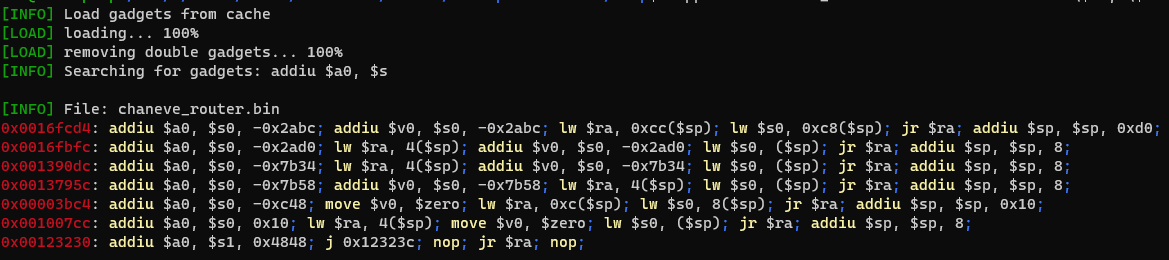 [INFO] Load gadgets from cache
[LOAD] loading... 100%
[LOAD] removing double gadgets... 100%
[INFO] Searching for gadgets: addiu $a0, $s
[INFO] File: chaneve_router.bin
0x0016fcd4: addiu $a0, $s0, -0x2abc; addiu $v0, $s0, -0x2abc; lw $ra, 0xcc($sp); lw $s0, 0xc8($sp); jr $ra; addiu $sp, $sp, 0xd0;
0x0016fbfc: addiu $a0, $s0, -0x2ad0; lw $ra, 4($sp); addiu $v0, $s0, -0x2ad0; lw $s0, ($sp); jr $ra; addiu $sp, $sp, 8;
0x001390dc: addiu $a0, $s0, -0x7b34; lw $ra, 4($sp); addiu $v0, $s0, -0x7b34; lw $s0, ($sp); jr $ra; addiu $sp, $sp, 8;
0x0013795c: addiu $a0, $s0, -0x7b58; addiu $v0, $s0, -0x7b58; lw $ra, 4($sp); lw $s0, ($sp); jr $ra; addiu $sp, $sp, 8;
0x00003bc4: addiu $a0, $s0, -0xc48; move $v0, $zero; lw $ra, 0xc($sp); lw $s0, 8($sp); jr $ra; addiu $sp, $sp, 0x10;
0x001007cc: addiu $a0, $s0, 0x10; lw $ra, 4($sp); move $v0, $zero; lw $s0, ($sp); jr $ra; addiu $sp, $sp, 8;
0x00123230: addiu $a0, $s1, 0x4848; j 0x12323c; nop; jr $ra; nop;